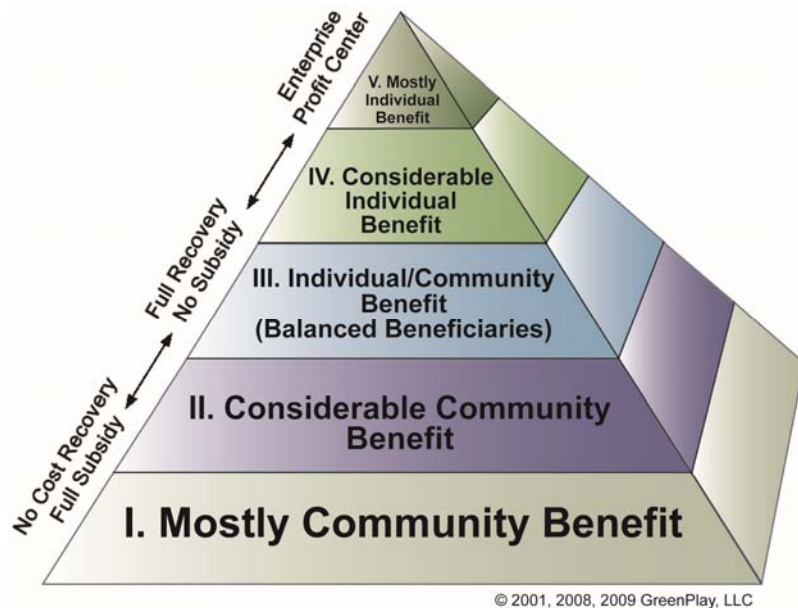 Enterprise
Profit Center
Full Recovery
No Subsidy
No Cost Recovery
Full Subsidy
V. Mostly
Individual
Benefit
IV. Considerable
Individual
Benefit
III. Individual/Community
Benefit
(Balanced Beneficiaries)
II. Considerable Community
Benefit
I. Mostly Community Benefit
© 2001, 2008, 2009 GreenPlay, LLC